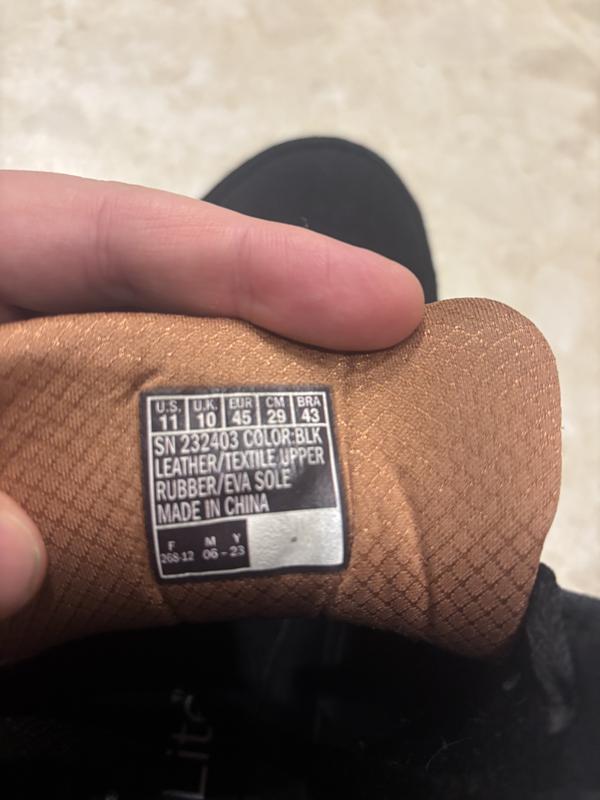 U.S. U.K. EUR CM BRA
11 10 45 29 43
SN 232403 COLOR:BLK
LEATHER/TEXTILE UPPER
RUBBER/EVA SOLE
MADE IN CHINA
F M Y
268-12 06 - 23
Lite